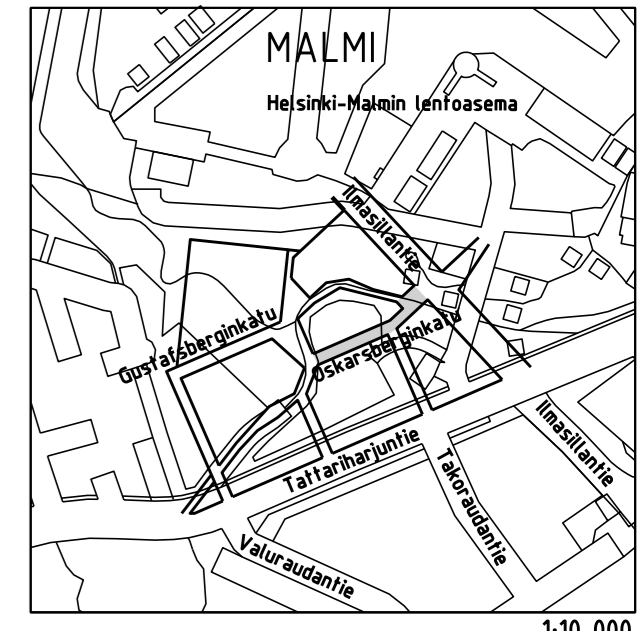 MALMI
Helsinki-Malmin lentoasema
Ilmasillantie
Gustafsberginkatu
Oskarsberginkatu
Tattariharjuntie
Ilmasillantie
Takoraudantie
Valuraudantie
1:10 000